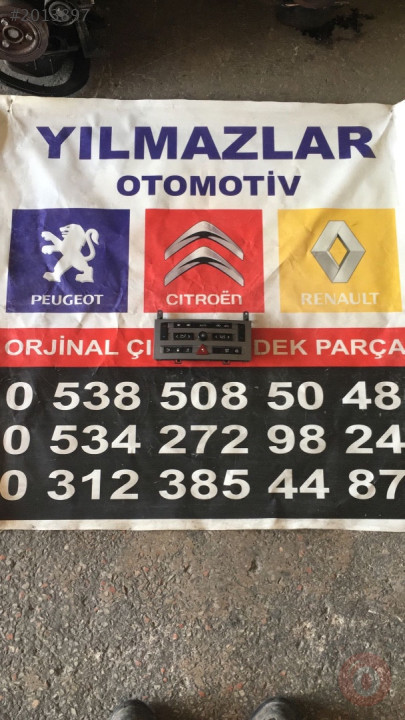 #2013897
YILMAZLAR
OTOMOTİV
PEUGEOT
CITROËN
RENAULT
ORJİNAL ÇI DEK PARÇA
0 538 508 50 48
0 534 272 98 24
0 312 385 44 87